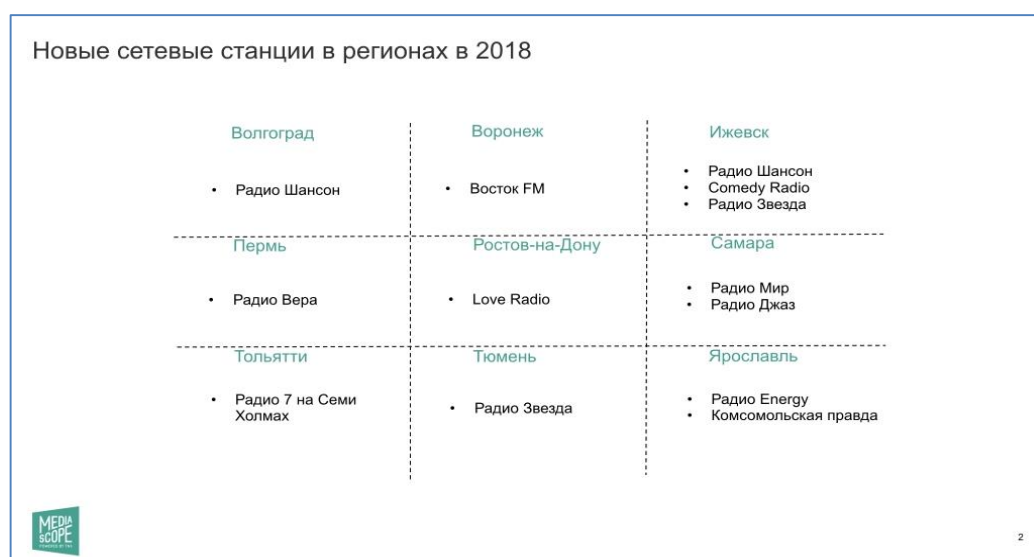 Новые сетевые станции в регионах в 2018
Волгоград
• Радио Шансон
Воронеж
• Восток FM
Ижевск
• Радио Шансон
• Comedy Radio
• Радио Звезда
Пермь
• Радио Вера
Ростов-на-Дону
• Love Radio
Самара
• Радио Мир
• Радио Джаз
Тольятти
• Радио 7 на Семи
Холмах
Тюмень
• Радио Звезда
Ярославль
• Радио Energy
• Комсомольская правда
MEDIA
SCOPE
2